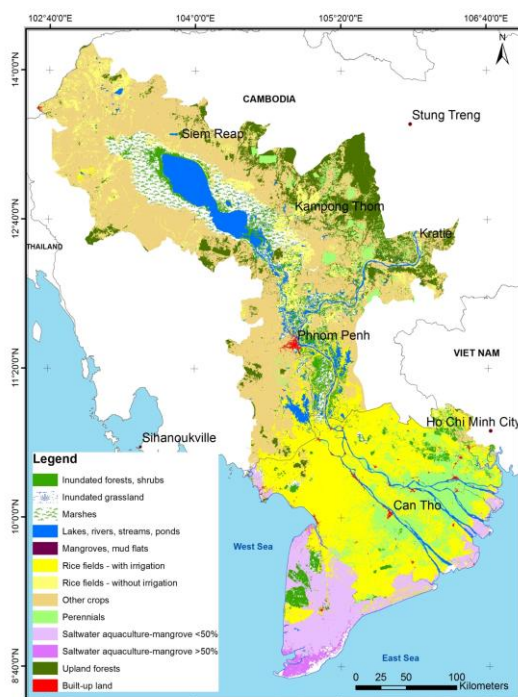 102°40'0"E
104°0'0"E
105°20'0"E
106°40'0"E
N
14°0'0"N
CAMBODIA
Stung Treng
Siem Reap
Kampong Thom
12°40'0"N
Kratie
THAILAND
Phnom Penh
VIET NAM
11°20'0"N
Ho Chi Minh City
Sihanoukville
Legend
Inundated forests, shrubs
Inundated grassland
Marshes
Lakes, rivers, streams, ponds
Mangroves, mud flats
Rice fields - with irrigation
Rice fields - without irrigation
Other crops
Perennials
Saltwater aquaculture-mangrove <50%
Saltwater aquaculture-mangrove >50%
Upland forests
Built-up land
10°0'0"N
Can Tho
West Sea
East Sea
8°40'0"N
0 25 50 100
Kilometers